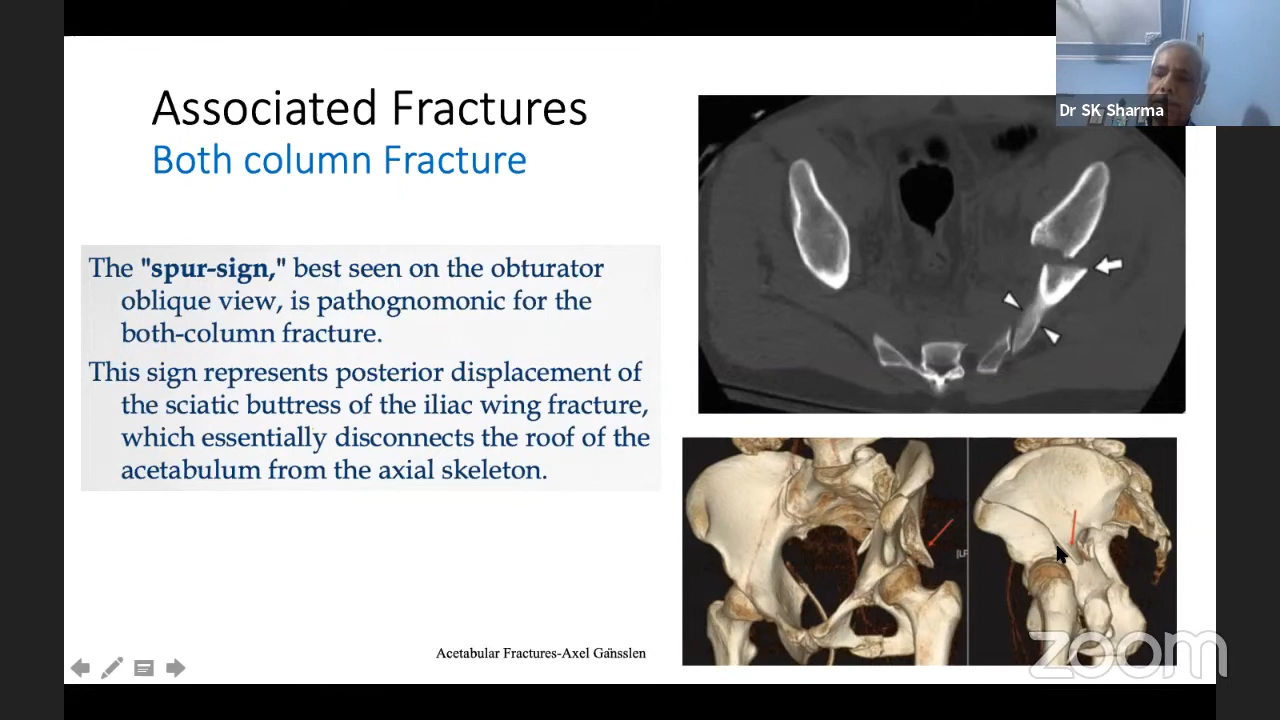 Associated Fractures
Both column Fracture
The "spur-sign," best seen on the obturator
oblique view, is pathognomonic for the
both-column fracture.
This sign represents posterior displacement of
the sciatic buttress of the iliac wing fracture,
which essentially disconnects the roof of the
acetabulum from the axial skeleton.
Acetabular Fractures-Axel Gänsslen
Dr SK Sharma
[LF
zoom